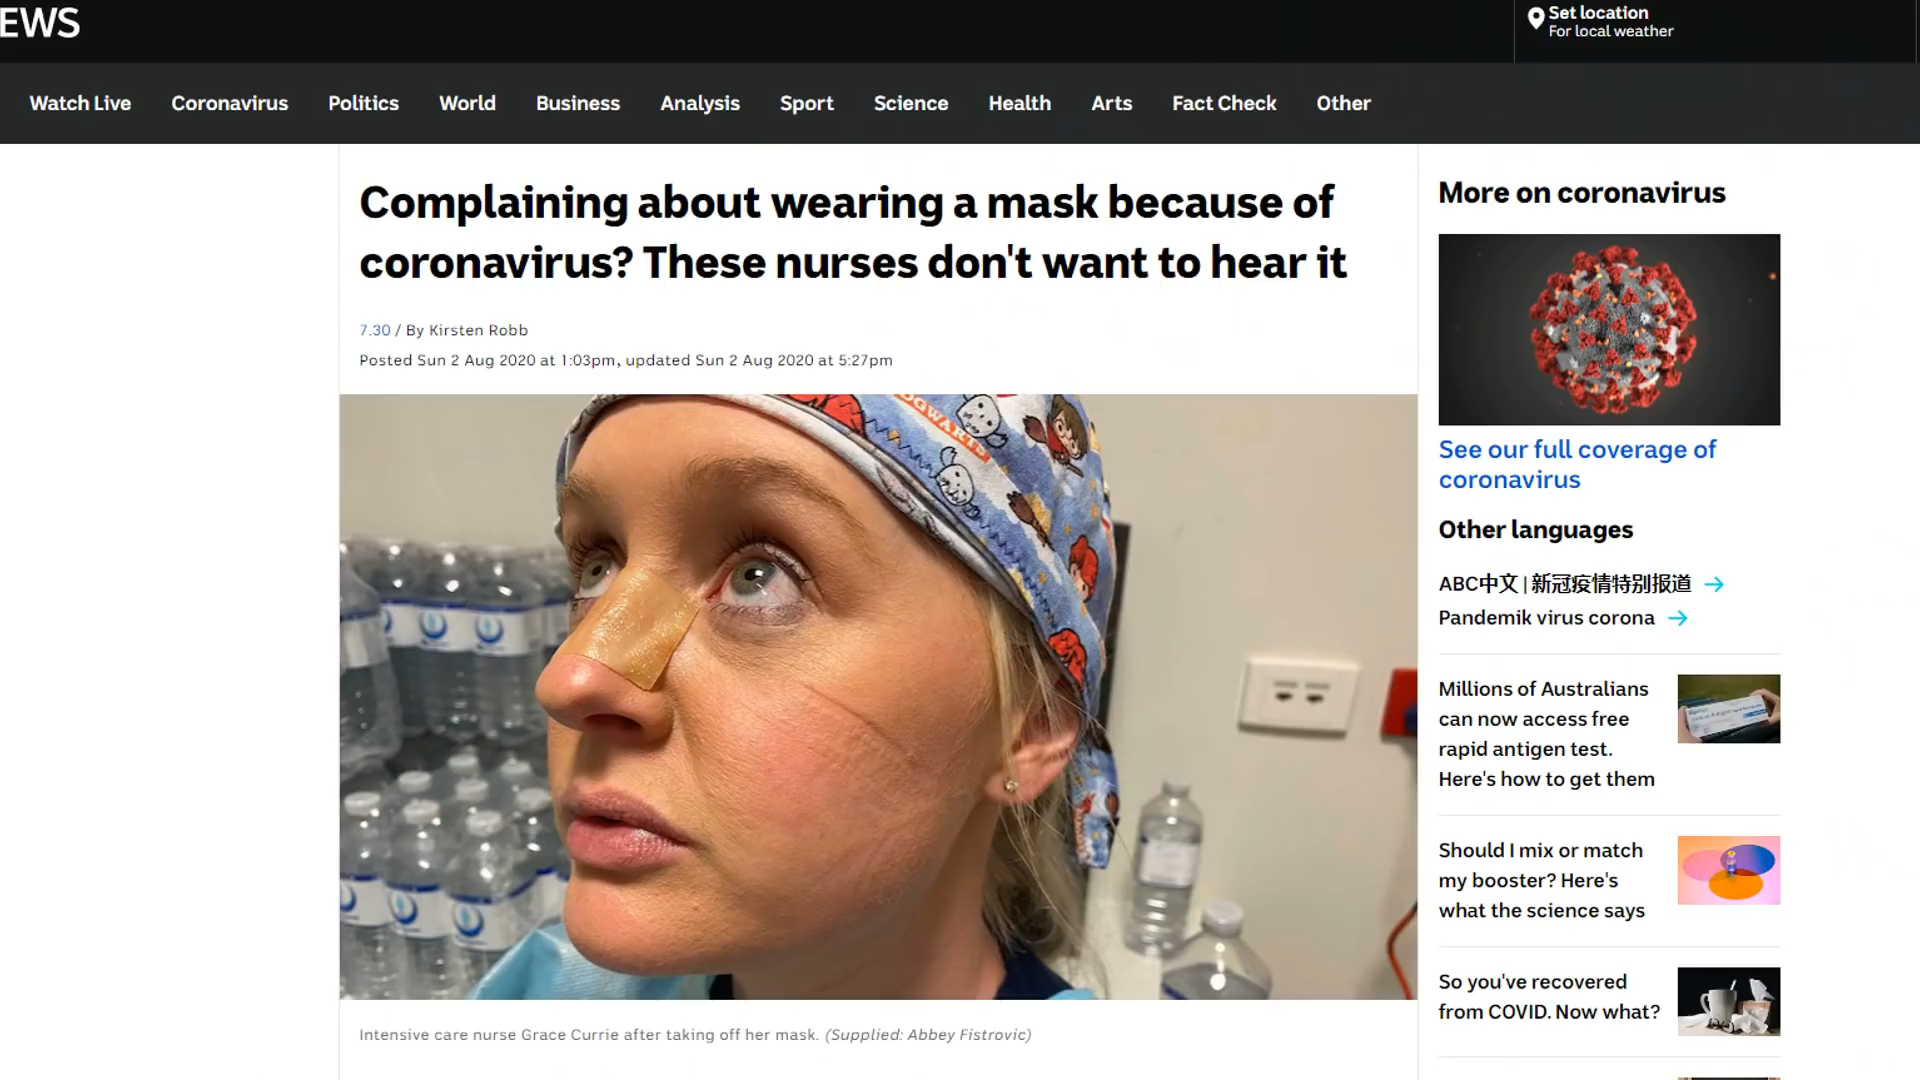 EWS
Set location
For local weather
Watch Live Coronavirus Politics World Business Analysis Sport Science Health Arts Fact Check Other
Complaining about wearing a mask because of
coronavirus? These nurses don't want to hear it
7.30 / By Kirsten Robb
Posted Sun 2 Aug 2020 at 1:03pm, updated Sun 2 Aug 2020 at 5:27pm
OGWARTS
Intensive care nurse Grace Currie after taking off her mask. (Supplied: Abbey Fistrovic)
More on coronavirus
See our full coverage of
coronavirus
Other languages
ABC中文 | 新冠疫情特别报道 →
Pandemik virus corona →
Millions of Australians
can now access free
rapid antigen test.
Here's how to get them
Should I mix or match
my booster? Here's
what the science says
So you've recovered
from COVID. Now what?